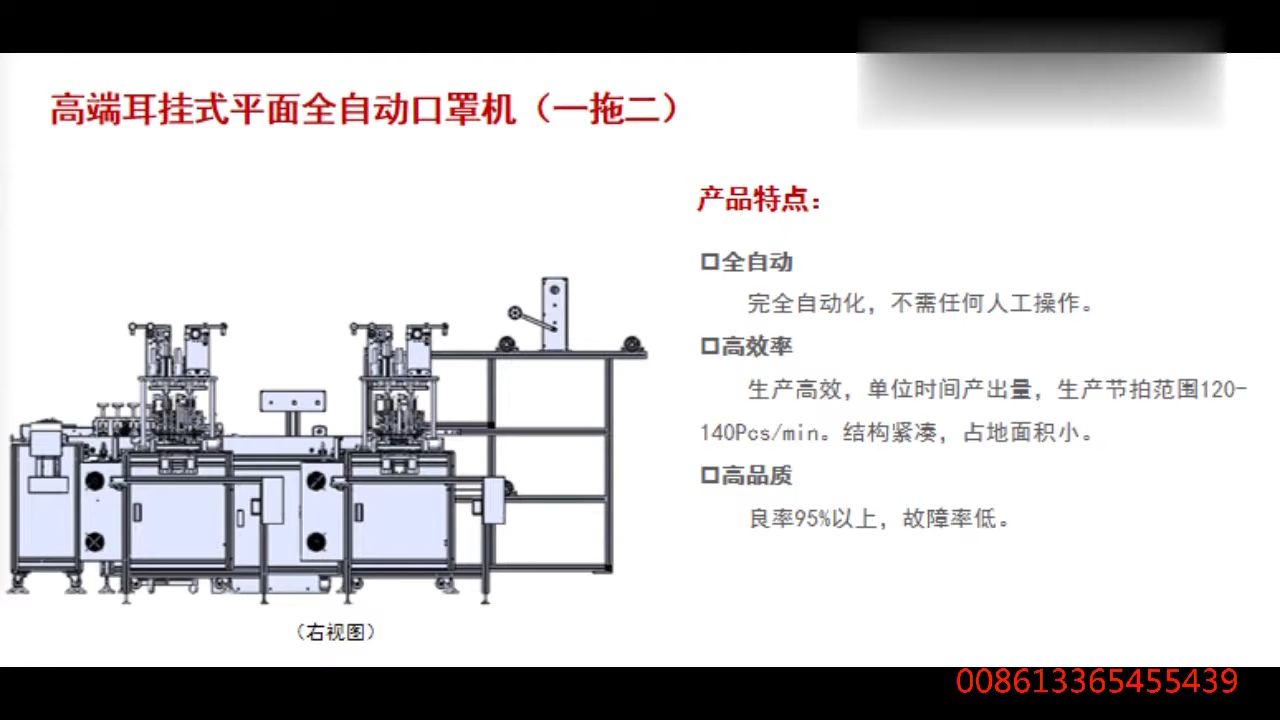 高端耳挂式平面全自动口罩机（一拖二）
产品特点：
全自动
完全自动化，不需任何人工操作。
高效率
生产高效，单位时间产出量，生产节拍范围120-
140Pcs/min。结构紧凑，占地面积小。
高品质
良率95%以上，故障率低。
（右视图）
008613365455439